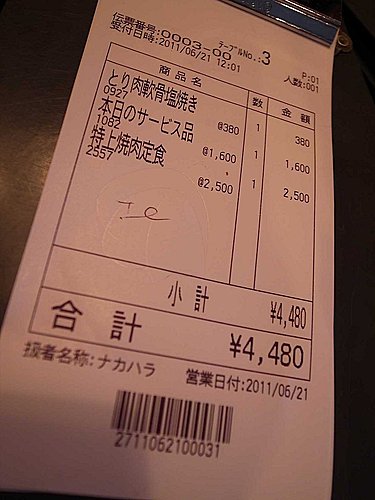 伝票番号:0003-00 テーブルNo.:3 P:01
受付日時:2011/06/21 12:01 人数:001
商品名 数 金額
とり肉軟骨塩焼き
0927 @380 1 380
本日のサービス品
1082 @1,600 1 1,600
特上焼肉定食
2557 @2,500 1 2,500
小計 ¥4,480
合計 ¥4,480
扱者名称:ナカハラ 営業日付:2011/06/21
2711062100031